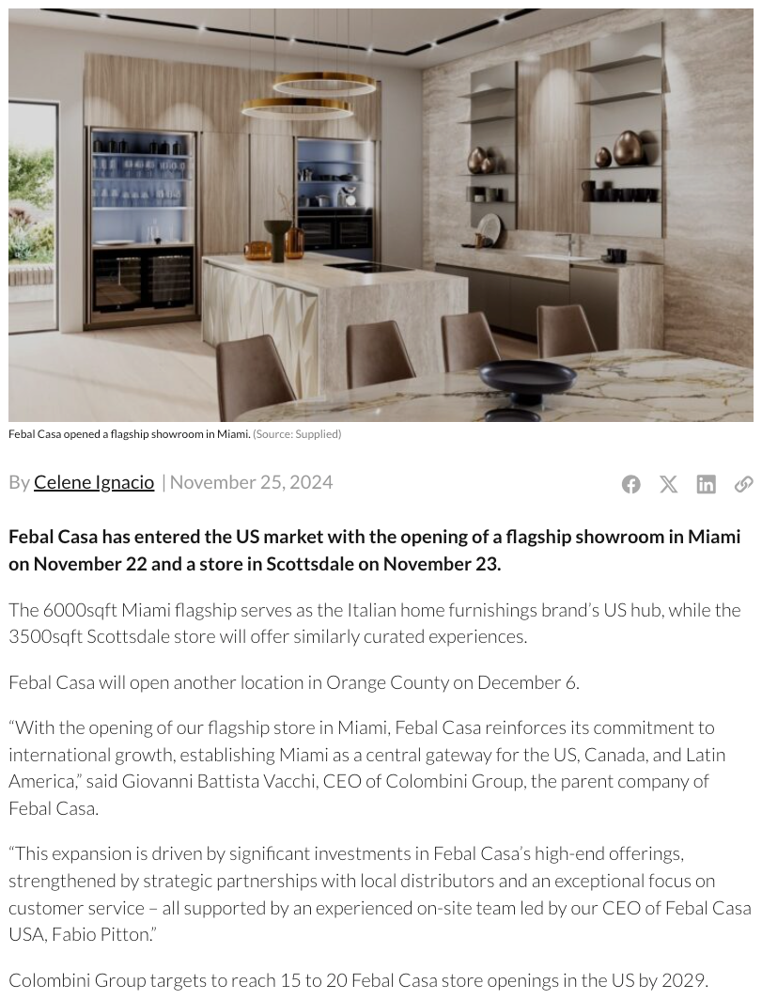 Febal Casa opened a flagship showroom in Miami. (Source: Supplied)
By Celene Ignacio | November 25, 2024
Febal Casa has entered the US market with the opening of a flagship showroom in Miami
on November 22 and a store in Scottsdale on November 23.
The 6000sqft Miami flagship serves as the Italian home furnishings brand’s US hub, while the
3500sqft Scottsdale store will offer similarly curated experiences.
Febal Casa will open another location in Orange County on December 6.
“With the opening of our flagship store in Miami, Febal Casa reinforces its commitment to
international growth, establishing Miami as a central gateway for the US, Canada, and Latin
America,” said Giovanni Battista Vacchi, CEO of Colombini Group, the parent company of
Febal Casa.
“This expansion is driven by significant investments in Febal Casa’s high-end offerings,
strengthened by strategic partnerships with local distributors and an exceptional focus on
customer service – all supported by an experienced on-site team led by our CEO of Febal Casa
USA, Fabio Pitton.”
Colombini Group targets to reach 15 to 20 Febal Casa store openings in the US by 2029.